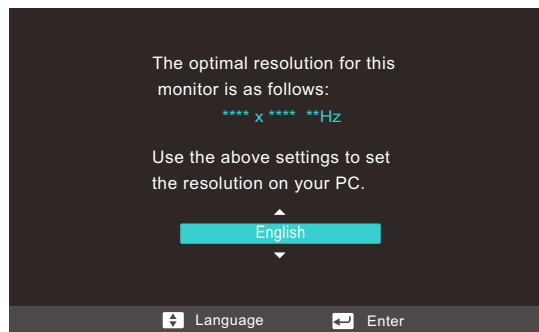 The optimal resolution for this
monitor is as follows:
**** x **** **Hz
Use the above settings to set
the resolution on your PC.
English
Language Enter